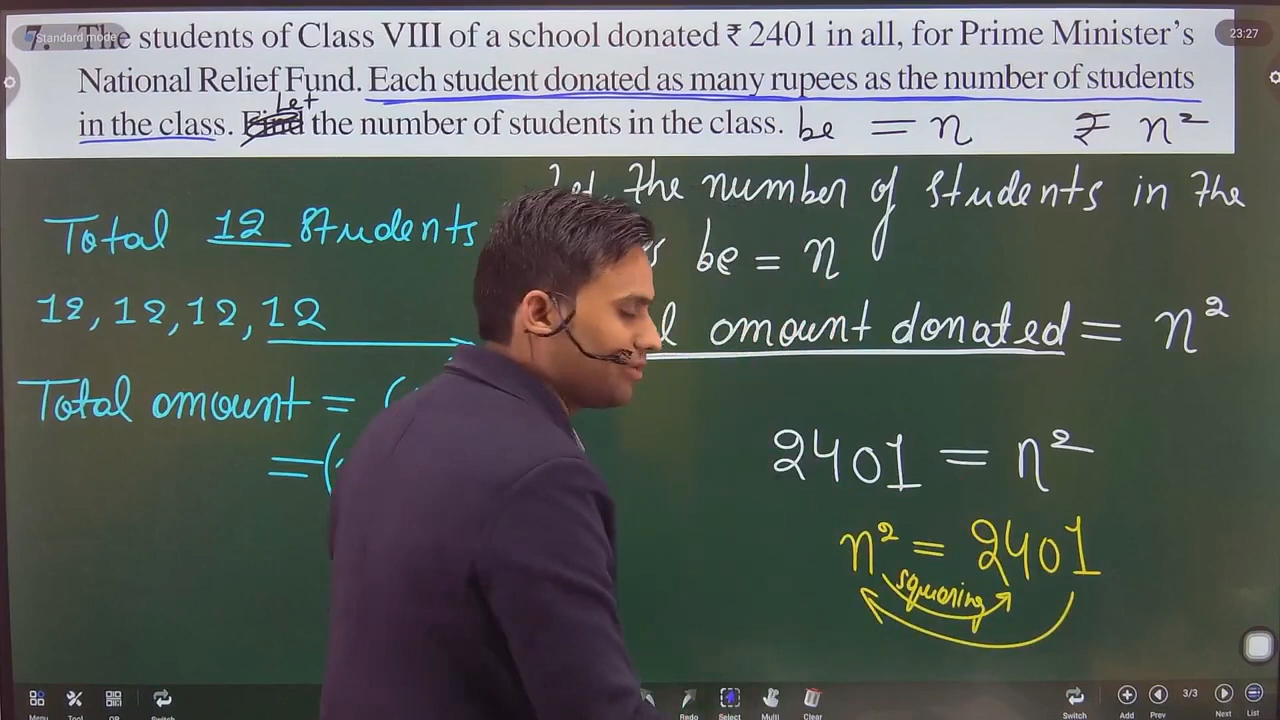 Standard mode
23:27
7. The students of Class VIII of a school donated ₹ 2401 in all, for Prime Minister's
National Relief Fund. Each student donated as many rupees as the number of students
Let
in the class. Find the number of students in the class. be = n ₹ n²
Let the number of students in the
be = n
Total 12 students
12, 12, 12, 12
amount donated = n²
Total amount = (
= (
2401 = n²
n² = 2401
squaring
Menu Tool QR Switch Redo Select Multi Clear Switch Add Prev 3/3 Next List